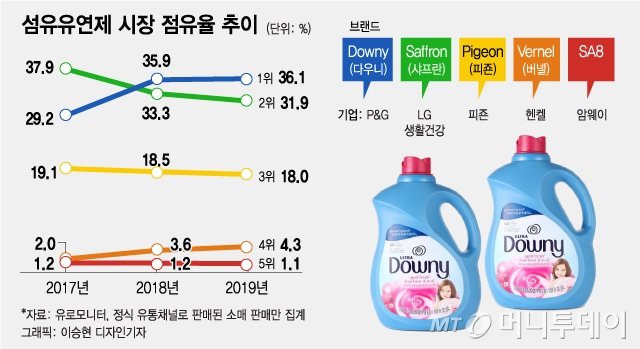 섬유유연제 시장 점유율 추이 (단위: %)
37.9
29.2
35.9
33.3
1위 36.1
2위 31.9
19.1
18.5
3위 18.0
2.0
1.2
3.6
1.2
4위 4.3
5위 1.1
2017년 2018년 2019년
*자료: 유로모니터, 정식 유통채널로 판매된 소매 판매만 집계
그래픽: 이승현 디자인기자
브랜드
Downy
(다우니)
Saffron
(샤프란)
Pigeon
(피죤)
Vernel
(버넬)
SA8
기업: P&G
LG
생활건강
피죤
헨켈
암웨이
ULTRA
Downy
april fresh
ULTRA
Downy
april fresh
MT 머니투데이